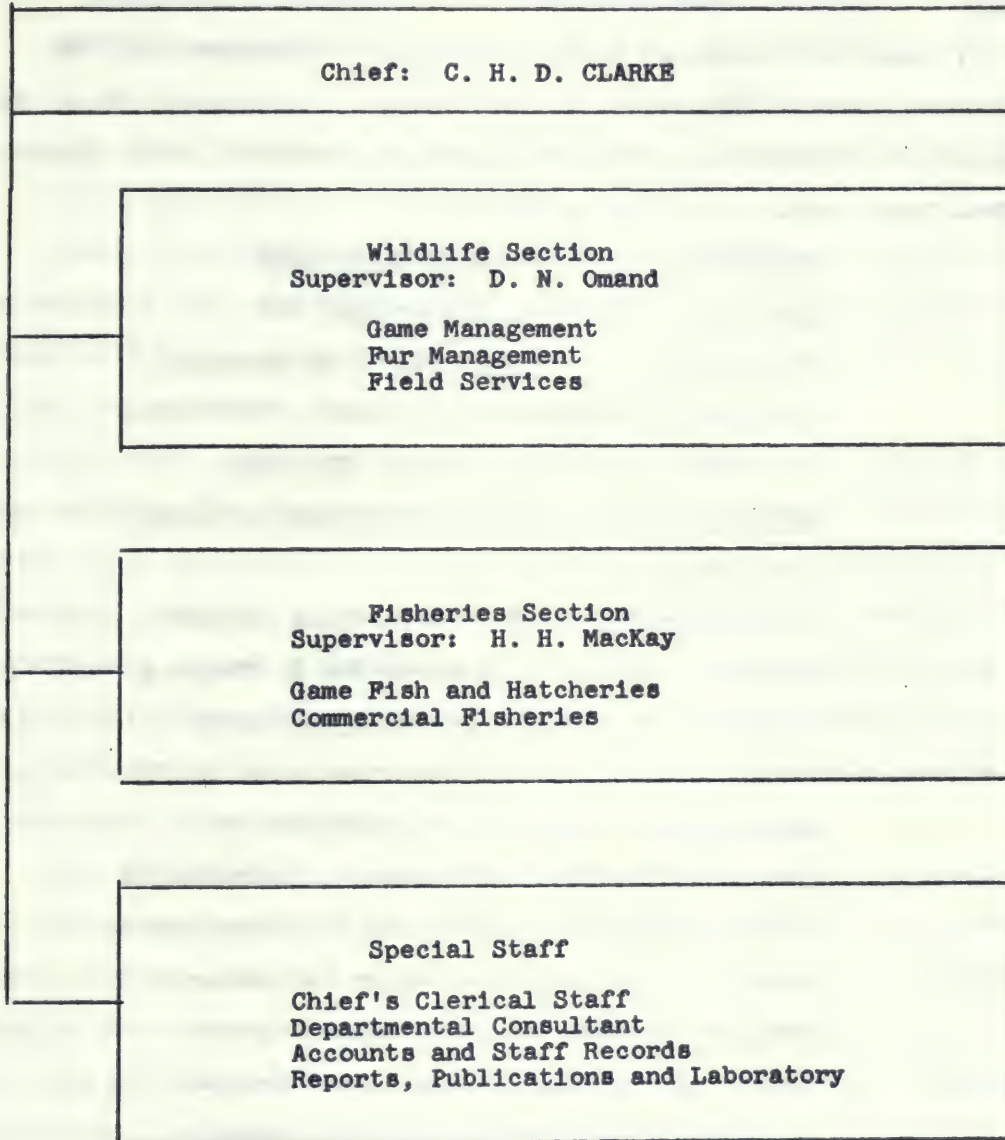 Chief: C. H. D. CLARKE
Wildlife Section
Supervisor: D. N. Omand
Game Management
Fur Management
Field Services
Fisheries Section
Supervisor: H. H. MacKay
Game Fish and Hatcheries
Commercial Fisheries
Special Staff
Chief's Clerical Staff
Departmental Consultant
Accounts and Staff Records
Reports, Publications and Laboratory